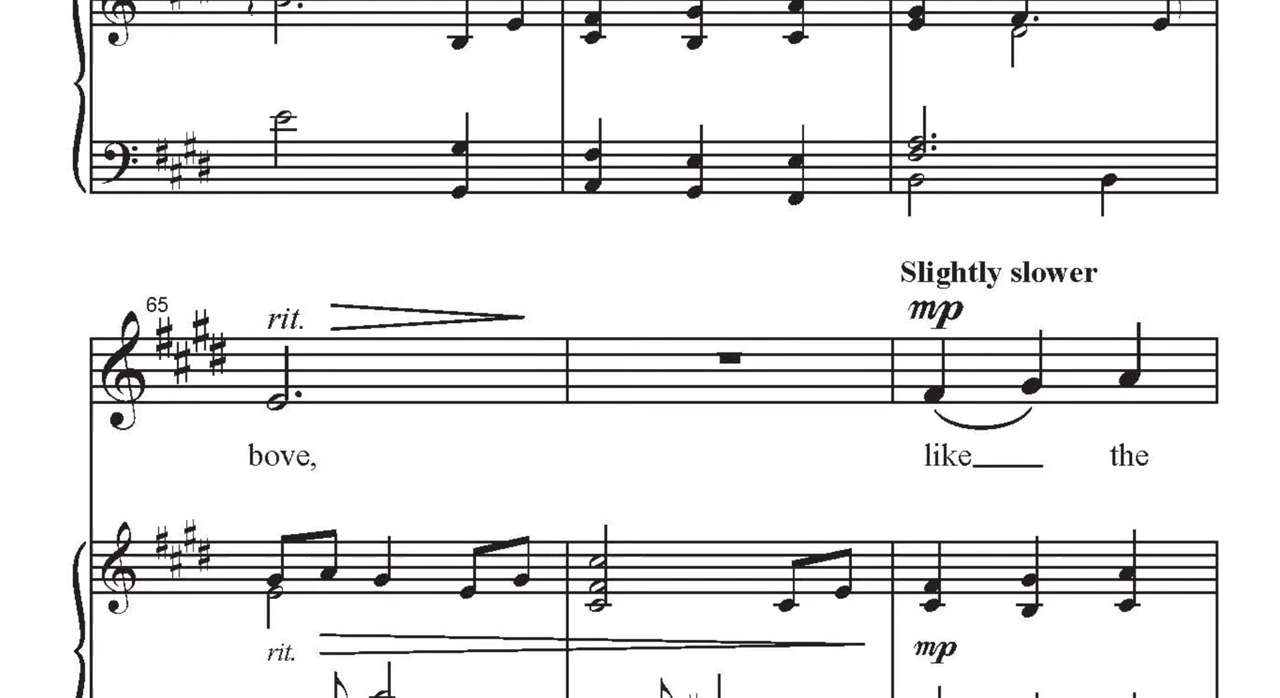 Slightly slower
65
rit.
mp
bove,
like
the
rit.
mp